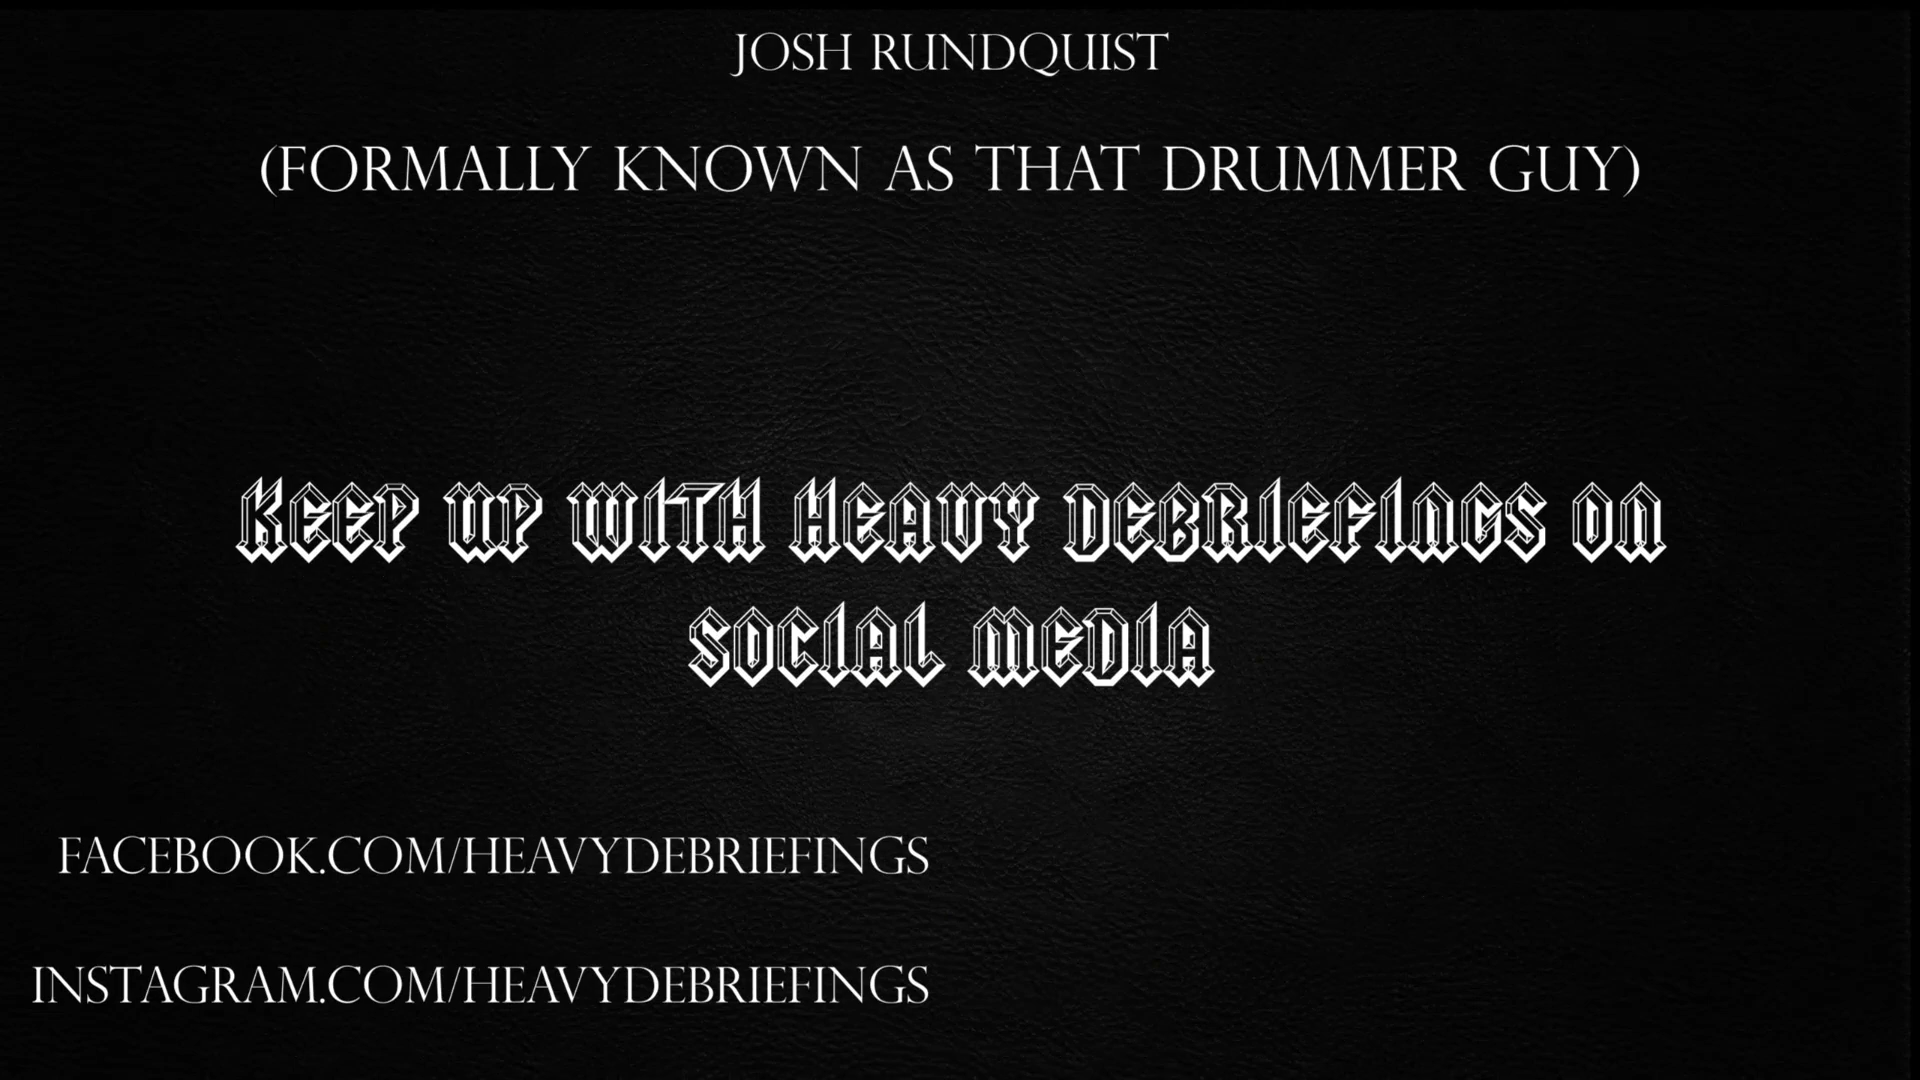 JOSH RUNDQUIST
(FORMALLY KNOWN AS THAT DRUMMER GUY)
KEEP UP WITH HEAVY DEBRIEFINGS ON
SOCIAL MEDIA
FACEBOOK.COM/HEAVYDEBRIEFINGS
INSTAGRAM.COM/HEAVYDEBRIEFINGS